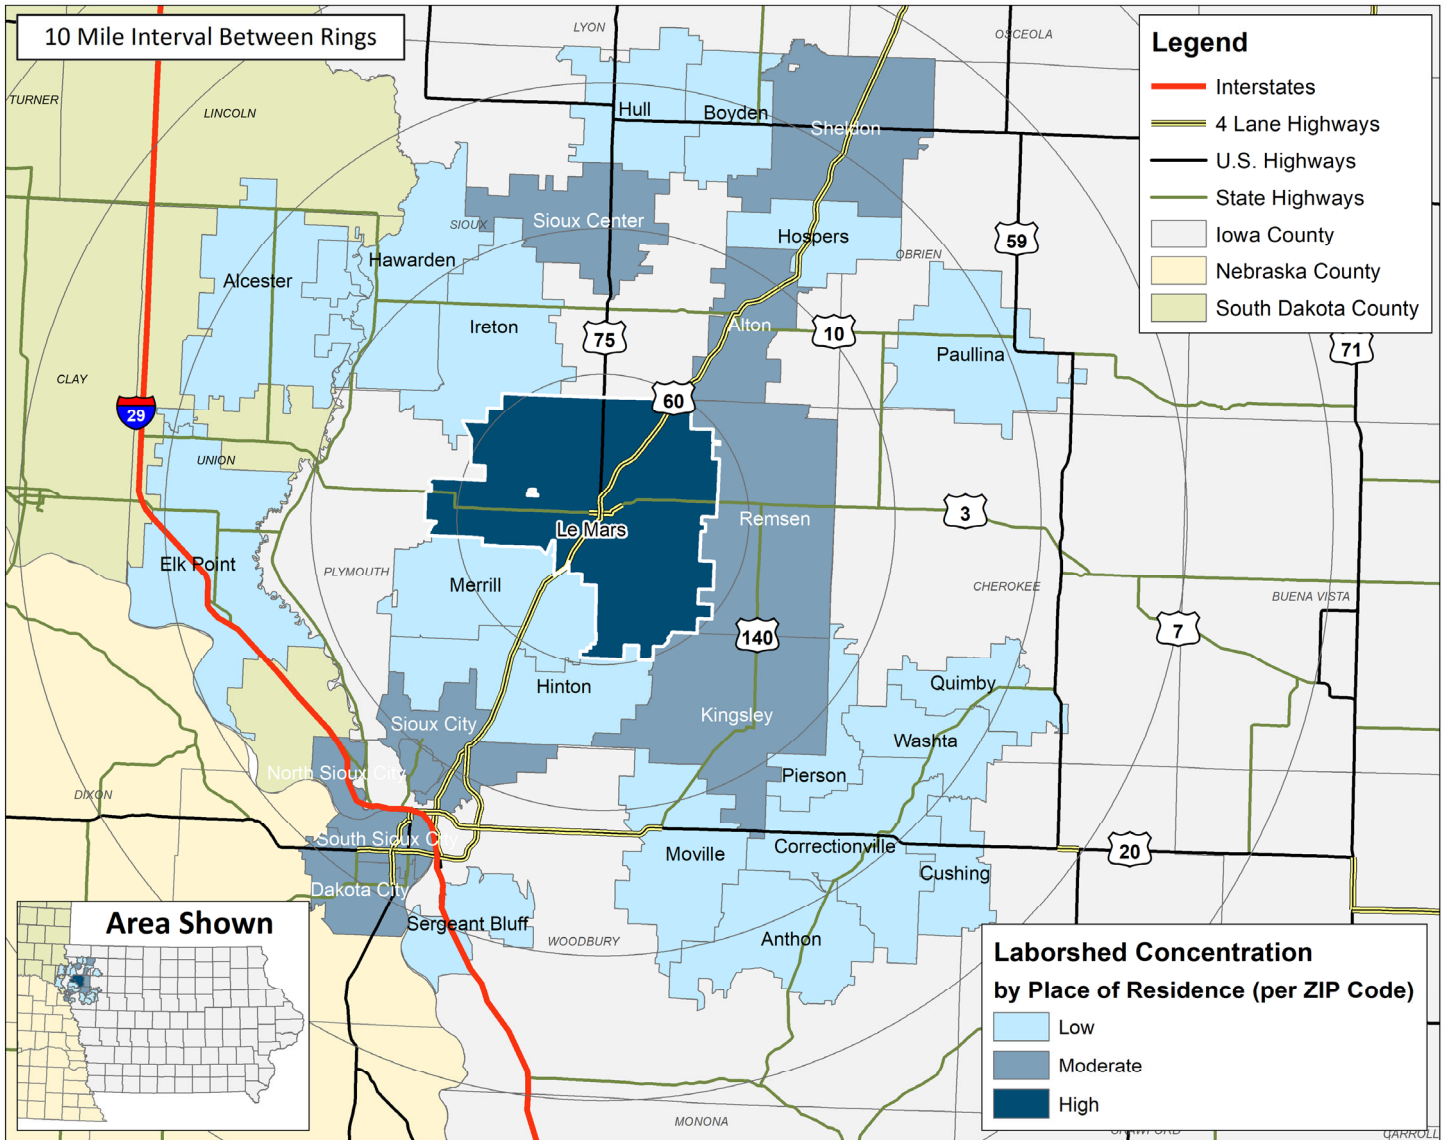 10 Mile Interval Between Rings
LYON
OSCEOLA
TURNER
LINCOLN
Hull
Boyden
Sheldon
SIOUX
Sioux Center
Hawarden
Hospers
OBRIEN
59
Alcester
Ireton
75
Alton
10
Paullina
71
CLAY
29
60
UNION
Le Mars
Remsen
3
Elk Point
PLYMOUTH
Merrill
CHEROKEE
BUENA VISTA
140
7
Hinton
Quimby
Sioux City
Kingsley
Washta
North Sioux City
Pierson
DIXON
South Sioux City
Moville
Correctionville
20
Dakota City
Cushing
Sergeant Bluff
WOODBURY
Anthon
MONONA
CRAWFORD
CARROLL
Legend
Interstates
4 Lane Highways
U.S. Highways
State Highways
Iowa County
Nebraska County
South Dakota County
Area Shown
Laborshed Concentration
by Place of Residence (per ZIP Code)
Low
Moderate
High